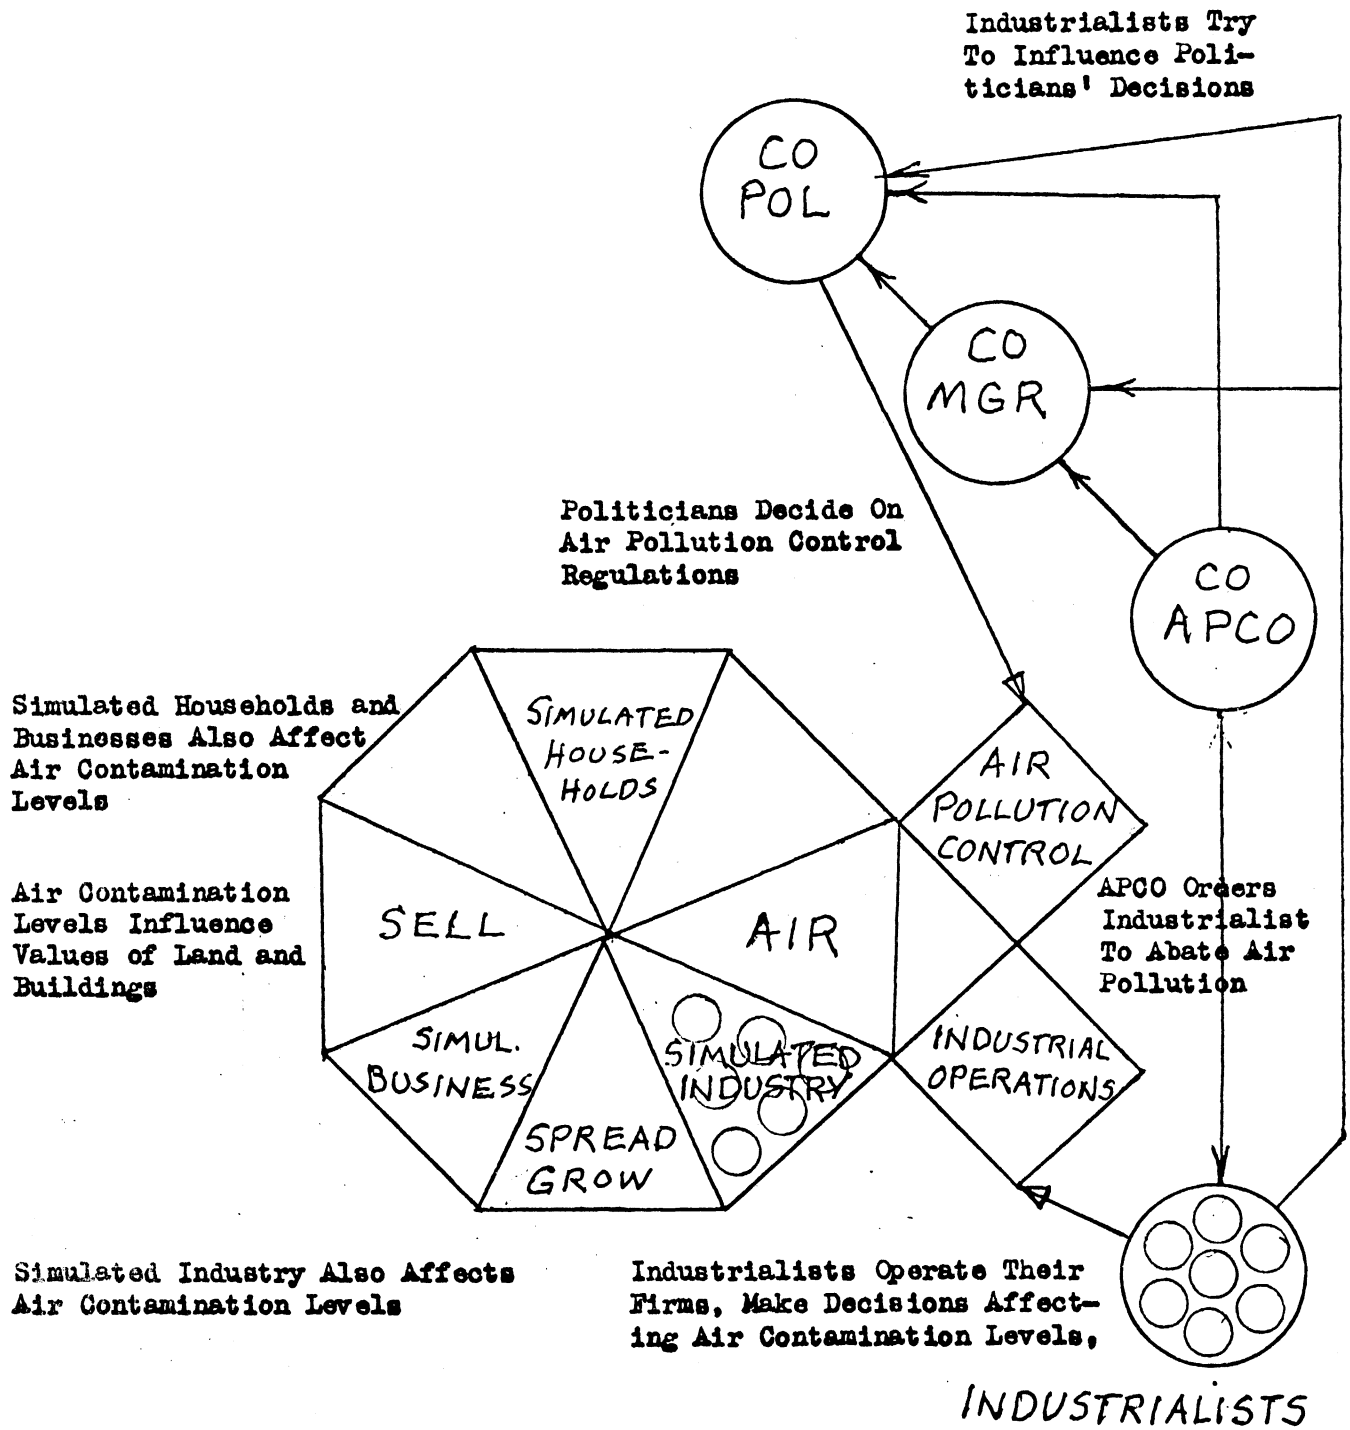 Industrialists Try
To Influence Poli-
ticians' Decisions
CO
POL
CO
MGR
Politicians Decide On
Air Pollution Control
Regulations
CO
APCO
Simulated Households and
Businesses Also Affect
Air Contamination
Levels
SIMULATED
HOUSE-
HOLDS
AIR
POLLUTION
CONTROL
Air Contamination
Levels Influence
Values of Land and
Buildings
SELL
AIR
APCO Orders
Industrialist
To Abate Air
Pollution
SIMUL.
BUSINESS
SIMULATED
INDUSTRY
INDUSTRIAL
OPERATIONS
SPREAD
GROW
Simulated Industry Also Affects
Air Contamination Levels
Industrialists Operate Their
Firms, Make Decisions Affect-
ing Air Contamination Levels,
INDUSTRIALISTS